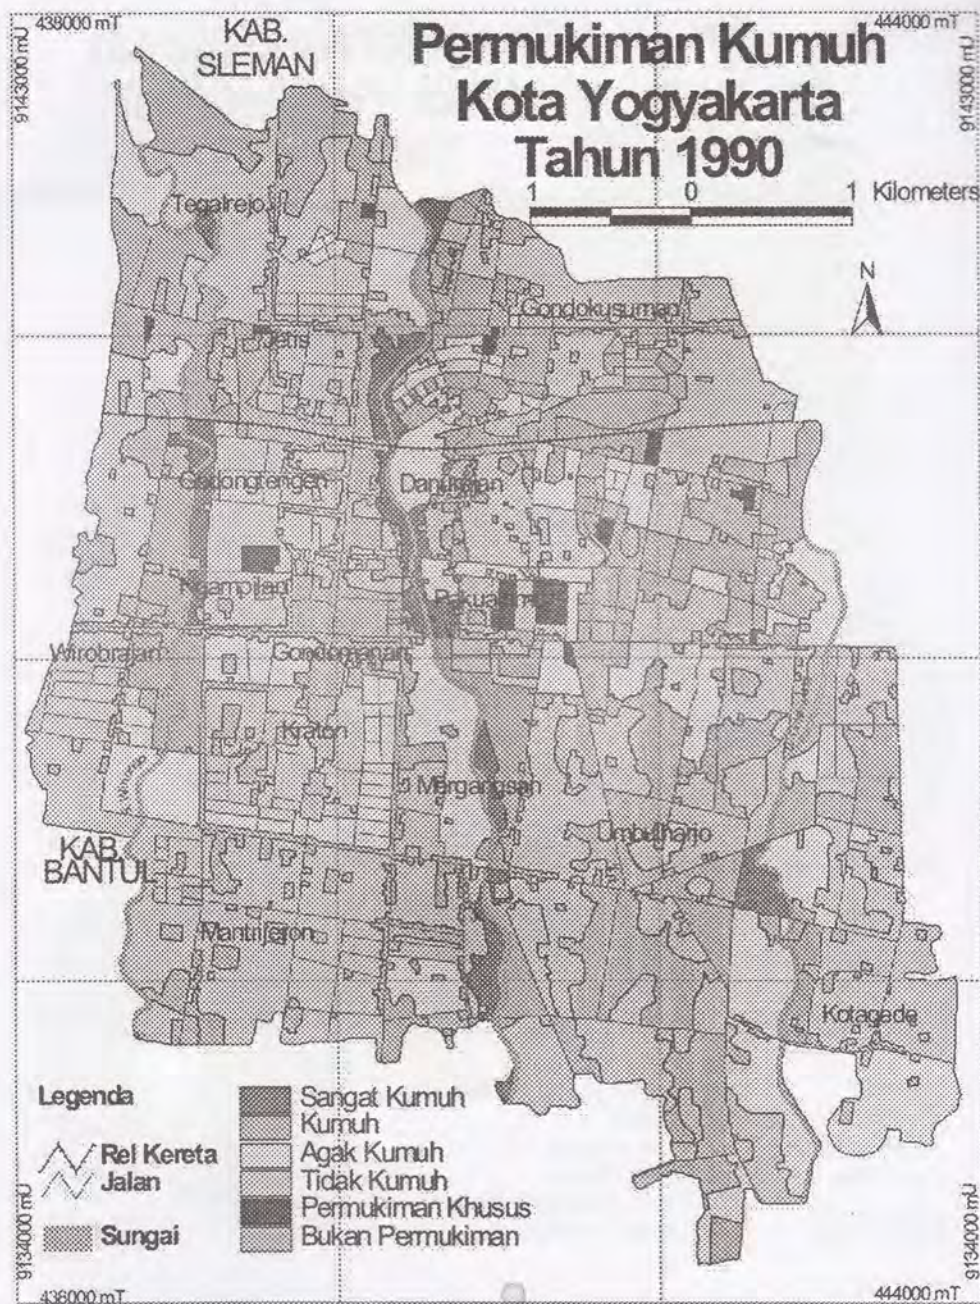 438000 mT
444000 mT
9143000 mU
9143000 mU
KAB.
SLEMAN
Permukiman Kumuh
Kota Yogyakarta
Tahun 1990
1 0 1 Kilometers
N
Tegalrejo
Gondokusuman
Jetis
Gedongtengen
Danurejan
Ngampilan
Wirobrajan
Gondomanan
Kraton
Mergangsan
Umbulharjo
KAB.
BANTUL
Mantrijeron
Kotagede
Legenda
Rel Kereta
Jalan
Sungai
Sangat Kumuh
Kumuh
Agak Kumuh
Tidak Kumuh
Permukiman Khusus
Bukan Permukiman
9134000 mU
9134000 mU
438000 mT
444000 mT